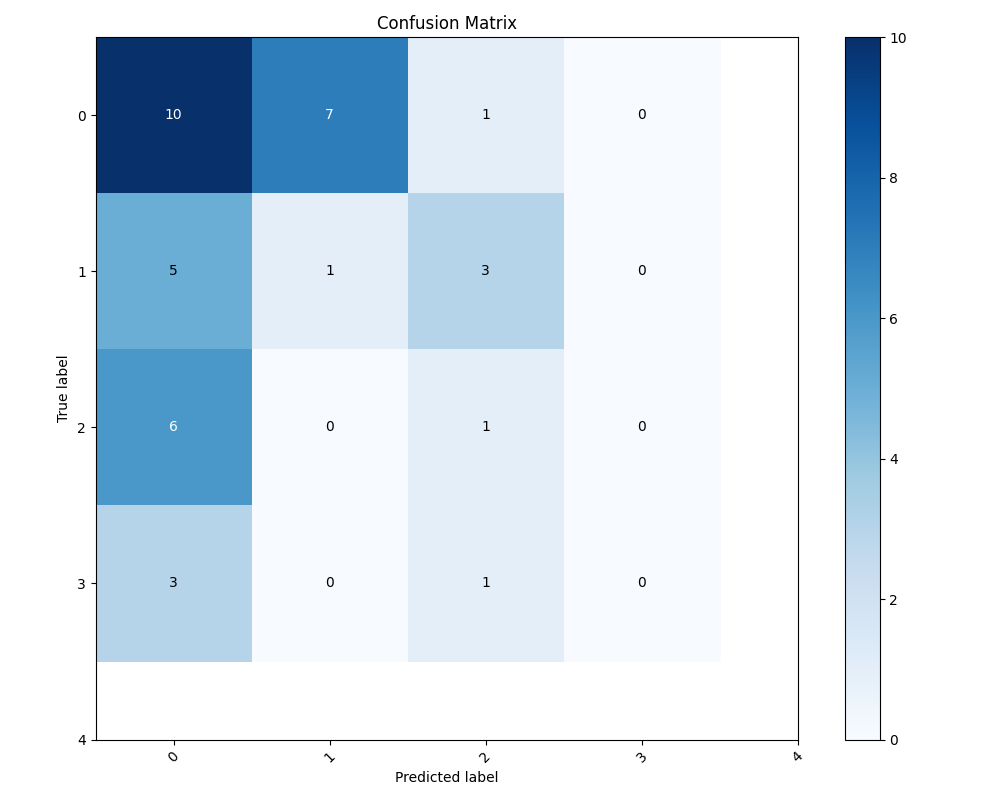 Confusion Matrix
True label
0 10 7 1 0
1 5 1 3 0
2 6 0 1 0
3 3 0 1 0
4
0 1 2 3 4
Predicted label
10
8
6
4
2
0